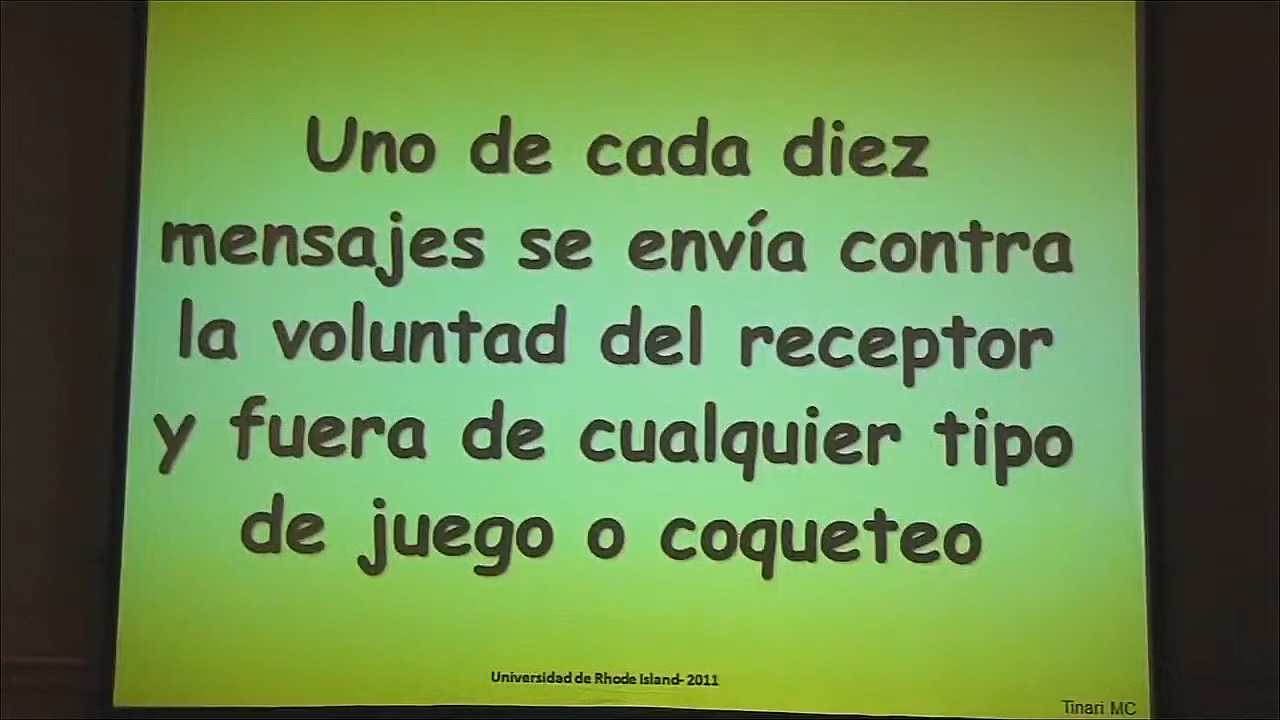 Uno de cada diez
mensajes se envía contra
la voluntad del receptor
y fuera de cualquier tipo
de juego o coqueteo
Universidad de Rhode Island- 2011
Tinari MC